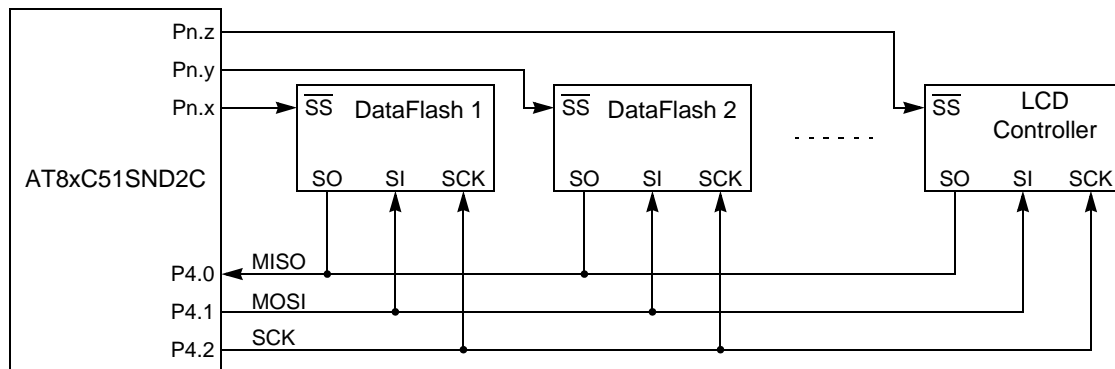 Pn.z
Pn.y
Pn.x
AT8xC51SND2C
P4.0
P4.1
P4.2
MISO
MOSI
SCK
SS DataFlash 1
SO SI SCK
SS DataFlash 2
SO SI SCK
LCD
SS Controller
SO SI SCK